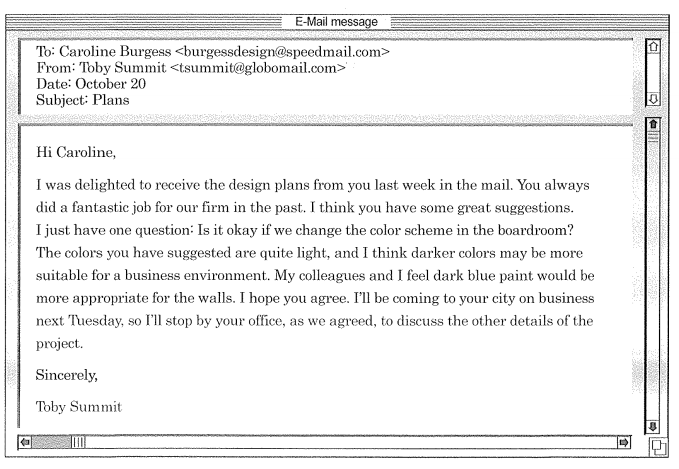 E-Mail message
To: Caroline Burgess <burgessdesign@speedmail.com>
From: Toby Summit <tsummit@globomail.com>
Date: October 20
Subject: Plans
Hi Caroline,
I was delighted to receive the design plans from you last week in the mail. You always
did a fantastic job for our firm in the past. I think you have some great suggestions.
I just have one question: Is it okay if we change the color scheme in the boardroom?
The colors you have suggested are quite light, and I think darker colors may be more
suitable for a business environment. My colleagues and I feel dark blue paint would be
more appropriate for the walls. I hope you agree. I'll be coming to your city on business
next Tuesday, so I'll stop by your office, as we agreed, to discuss the other details of the
project.
Sincerely,
Toby Summit